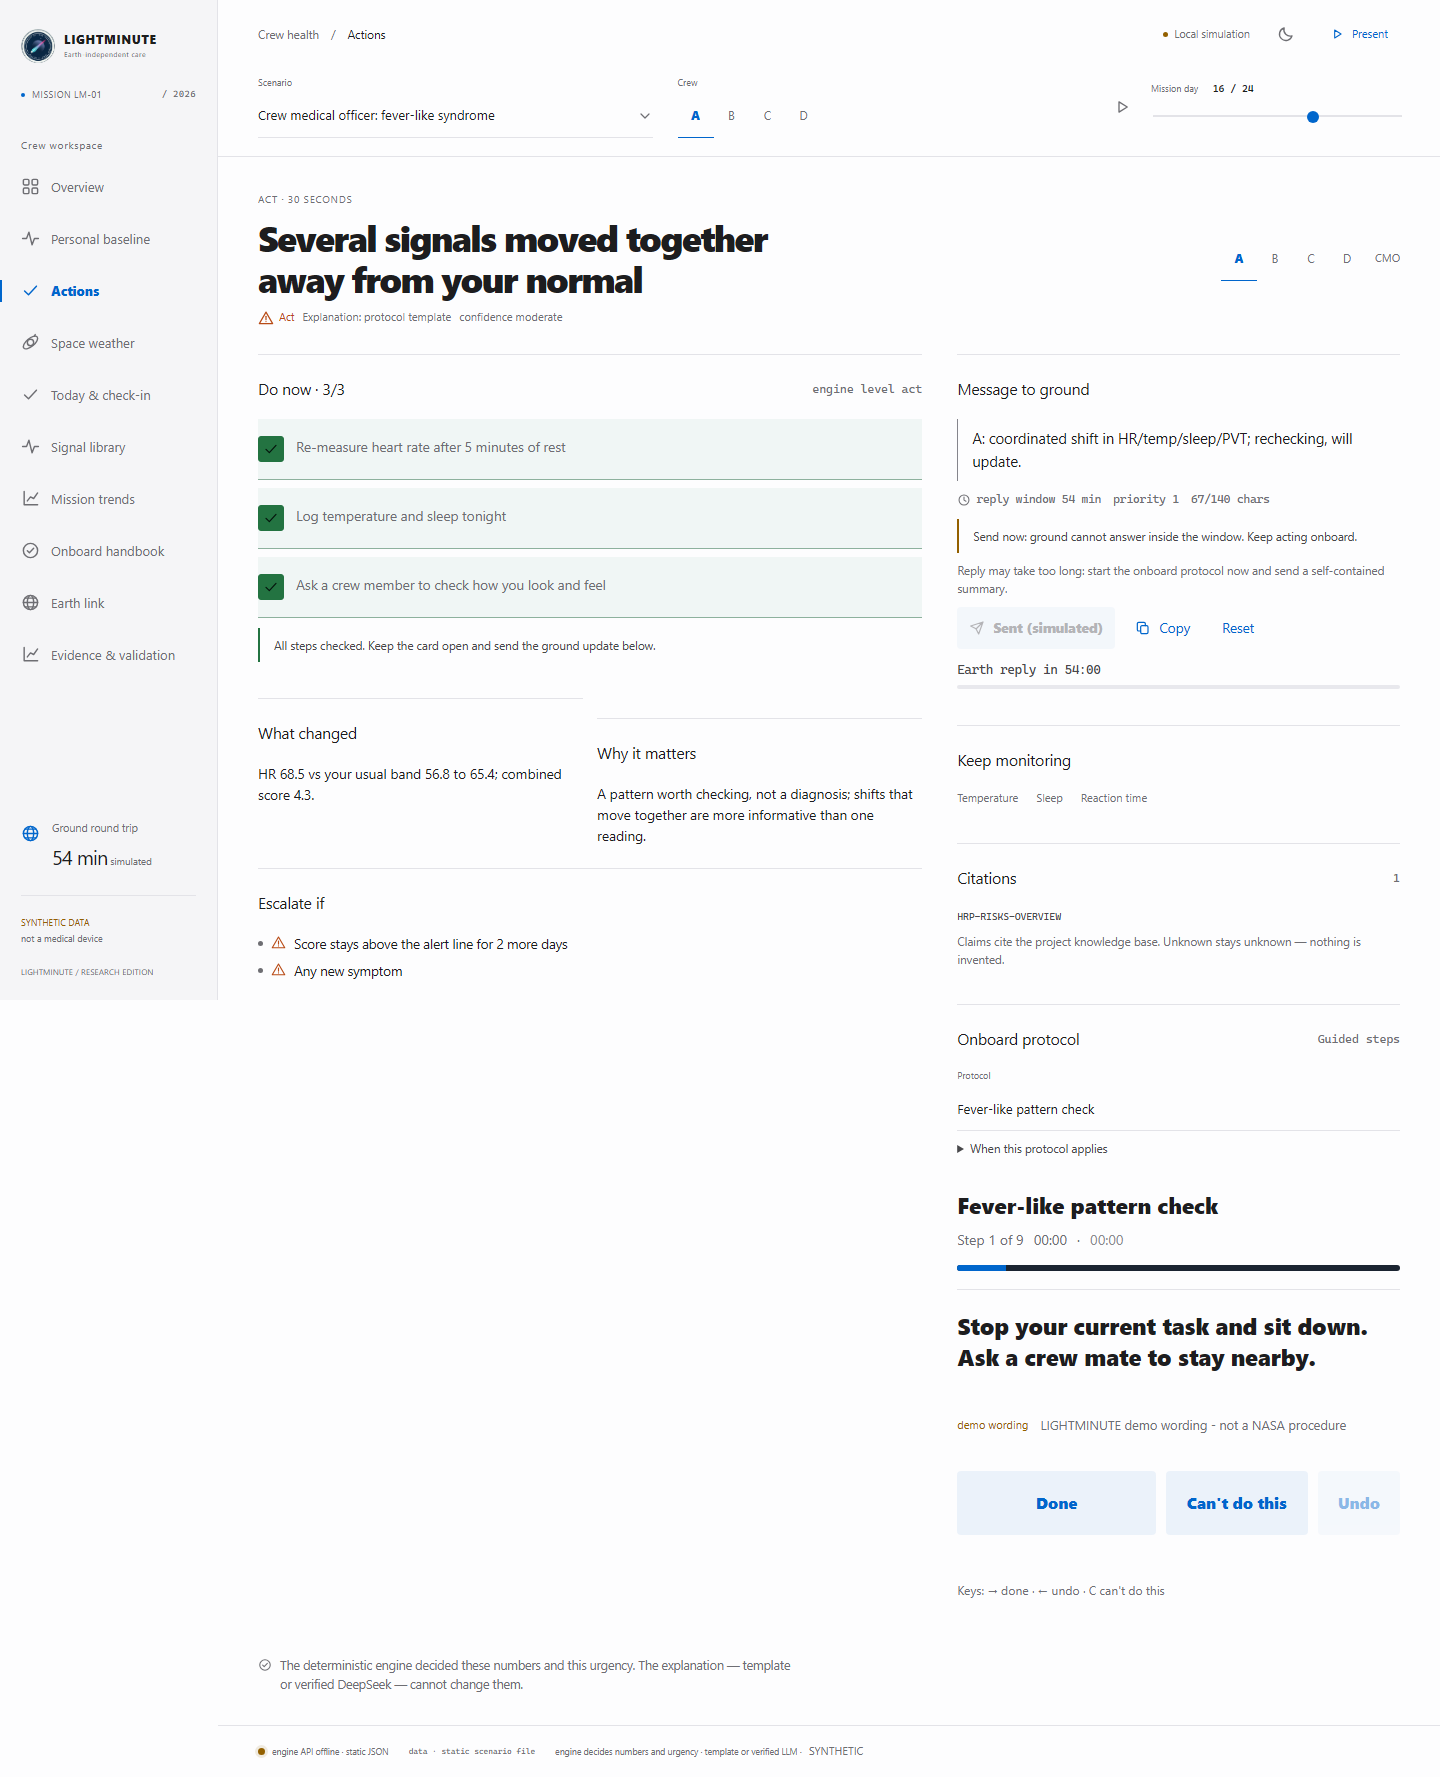 LIGHTMINUTE
Earth independent care
MISSION LM-01 / 2026
Crew workspace
Overview
Personal baseline
Actions
Space weather
Today & check-in
Signal library
Mission trends
Onboard handbook
Earth link
Evidence & validation
Ground round trip
54 min simulated
SYNTHETIC DATA
not a medical device
LIGHTMINUTE / RESEARCH EDITION
Crew health / Actions
Local simulation
Present
Scenario
Crew medical officer: fever-like syndrome
Crew
A B C D
Mission day 16 / 24
ACT · 30 SECONDS
Several signals moved together
away from your normal
Act Explanation: protocol template confidence moderate
A B C D CMO
Do now · 3/3
engine level act
Re-measure heart rate after 5 minutes of rest
Log temperature and sleep tonight
Ask a crew member to check how you look and feel
All steps checked. Keep the card open and send the ground update below.
What changed
HR 68.5 vs your usual band 56.8 to 65.4; combined
score 4.3.
Why it matters
A pattern worth checking, not a diagnosis; shifts that
move together are more informative than one
reading.
Escalate if
Score stays above the alert line for 2 more days
Any new symptom
Message to ground
A: coordinated shift in HR/temp/sleep/PVT; rechecking, will
update.
reply window 54 min priority 1 67/140 chars
Send now: ground cannot answer inside the window. Keep acting onboard.
Reply may take too long: start the onboard protocol now and send a self-contained
summary.
Sent (simulated) Copy Reset
Earth reply in 54:00
Keep monitoring
Temperature Sleep Reaction time
Citations 1
HRP-RISKS-OVERVIEW
Claims cite the project knowledge base. Unknown stays unknown — nothing is
invented.
Onboard protocol Guided steps
Protocol
Fever-like pattern check
When this protocol applies
Fever-like pattern check
Step 1 of 9 00:00 · 00:00
Stop your current task and sit down.
Ask a crew mate to stay nearby.
demo wording LIGHTMINUTE demo wording - not a NASA procedure
Done Can't do this Undo
Keys: → done · ← undo · C can't do this
The deterministic engine decided these numbers and this urgency. The explanation — template
or verified DeepSeek — cannot change them.
engine API offline · static JSON data · static scenario file engine decides numbers and urgency · template or verified LLM · SYNTHETIC